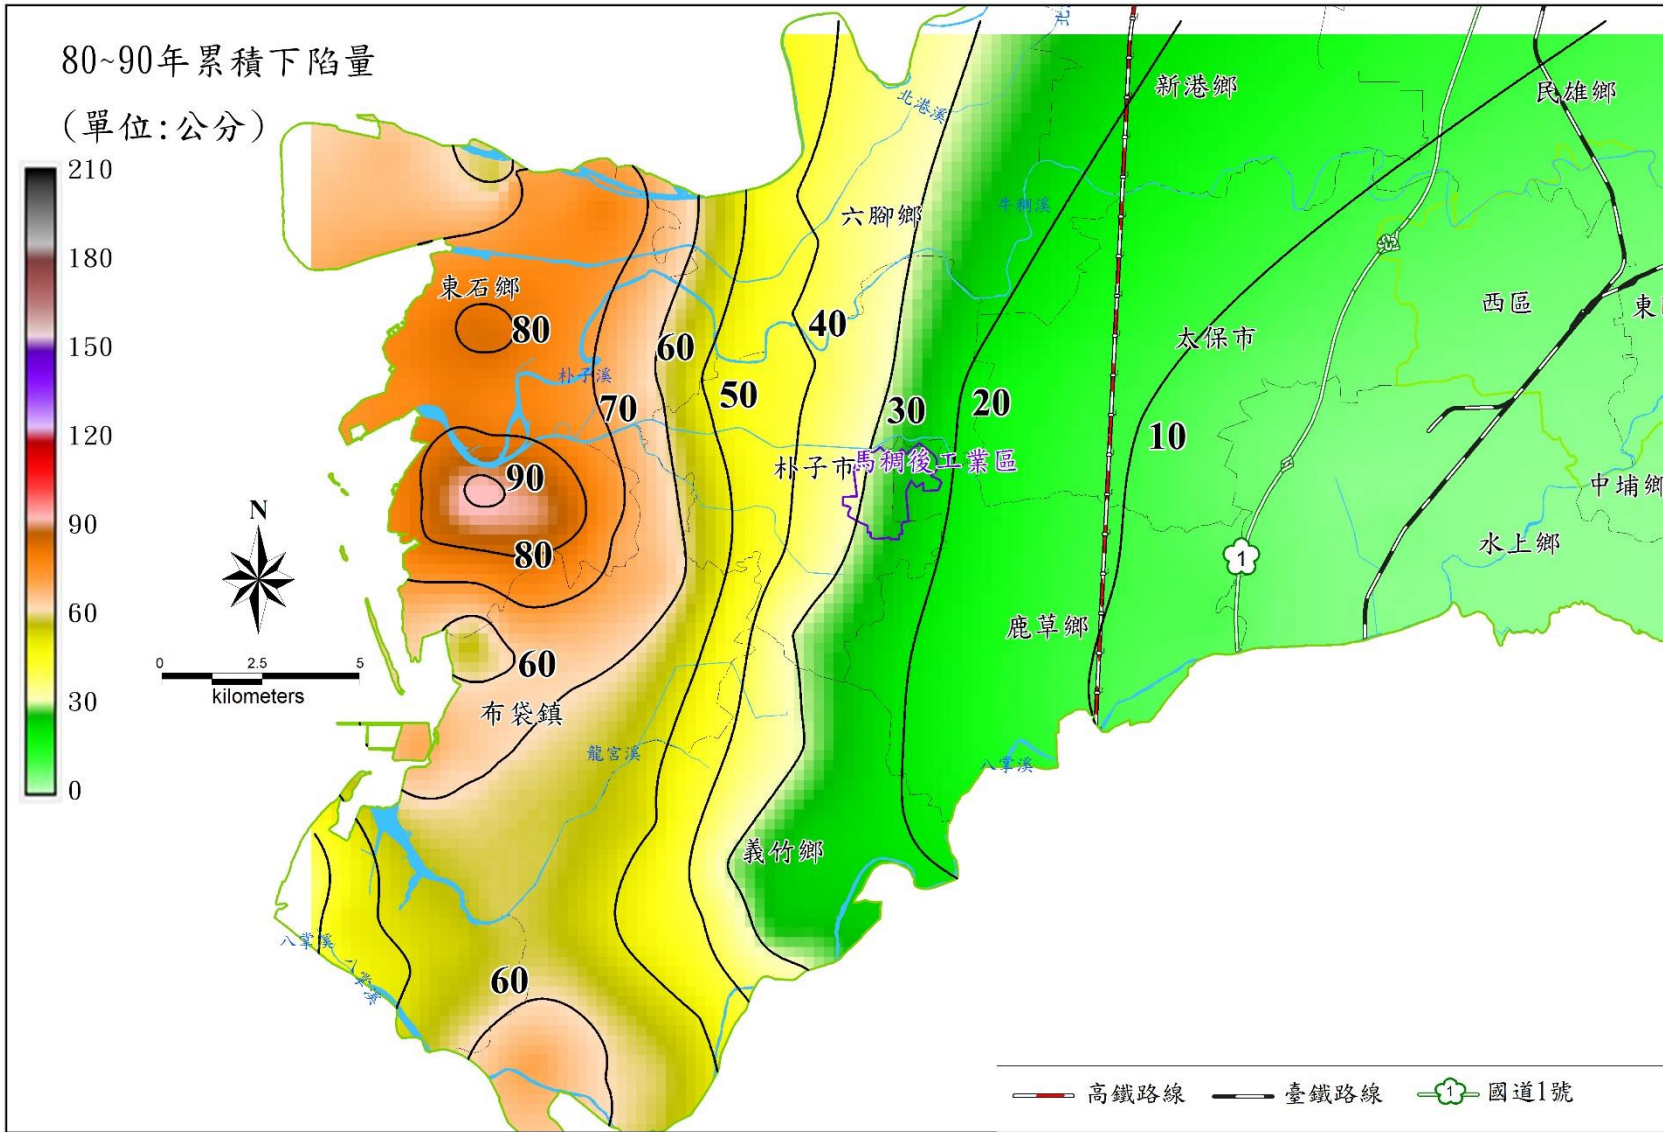 80~90年累積下陷量
(單位:公分)
210
180
150
120
90
60
30
0
N
0 2.5 5
kilometers
新港鄉
民雄鄉
北港溪
六腳鄉
牛稠溪
東石鄉
80
60
40
西區
太保市
朴子溪
70
50
30
20
10
90
朴子市
馬稠後工業區
中埔鄉
水上鄉
80
1
鹿草鄉
60
布袋鎮
龍宮溪
八掌溪
義竹鄉
八掌溪
八掌溪
60
高鐵路線
臺鐵路線
1 國道1號